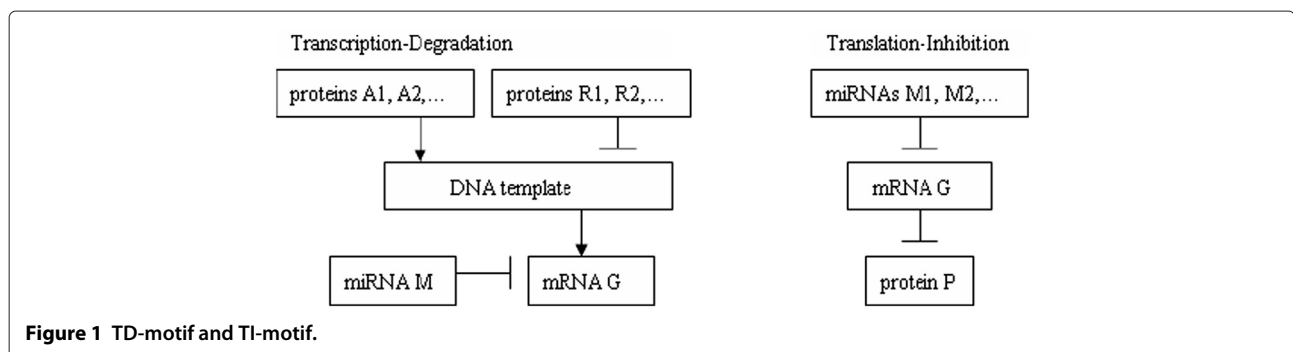 Transcription-Degradation
Translation-Inhibition
proteins A1, A2,...
proteins R1, R2,...
miRNAs M1, M2,...
DNA template
mRNA G
miRNA M
mRNA G
protein P
Figure 1 TD-motif and TI-motif.